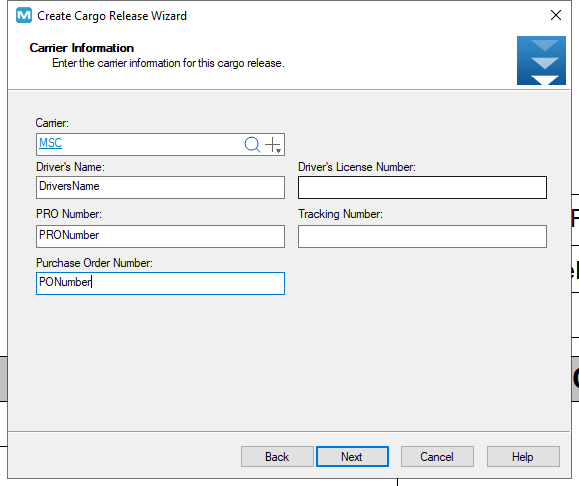 Create Cargo Release Wizard
Carrier Information
Enter the carrier information for this cargo release.
Carrier:
MSC
Driver's Name:
Driver's License Number:
DriversName
PRO Number:
Tracking Number:
PRONumber
Purchase Order Number:
PONumber
Back
Next
Cancel
Help